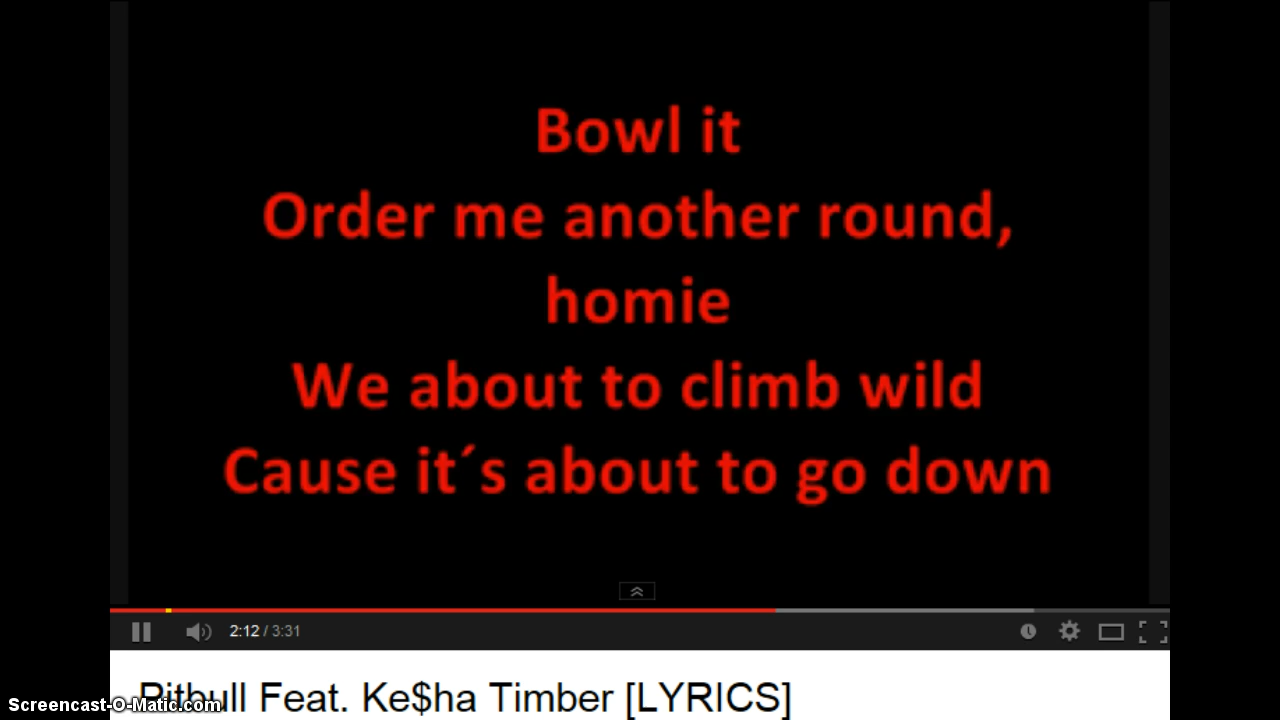 Bowl it
Order me another round,
homie
We about to climb wild
Cause it´s about to go down
2:12 / 3:31
Pitbull Feat. Ke$ha Timber [LYRICS]
Screencast-O-Matic.com